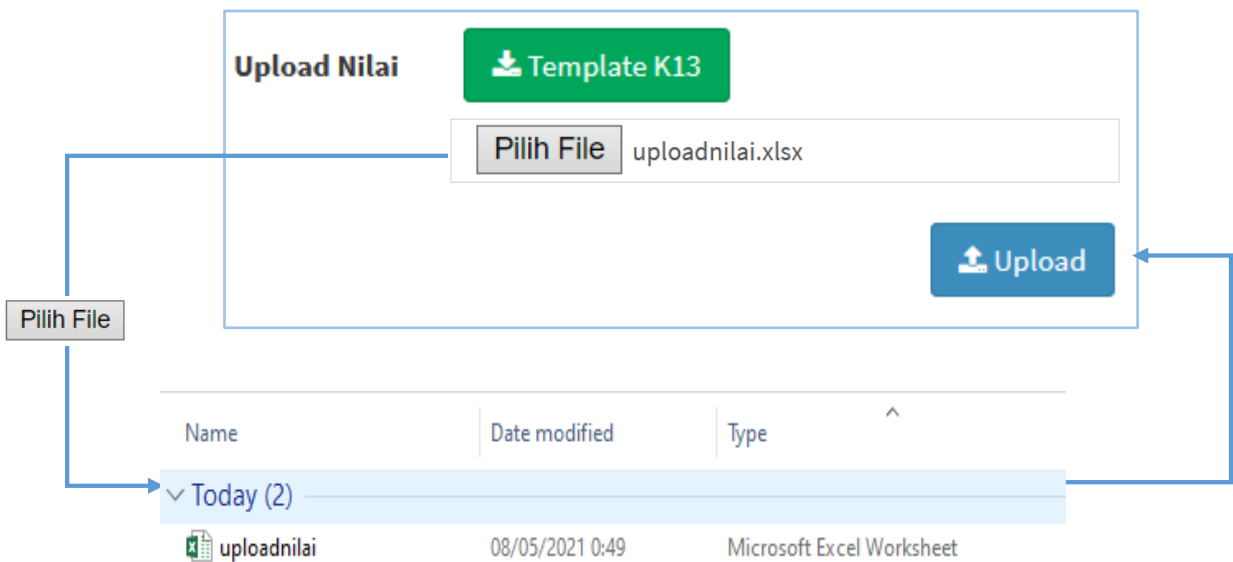 Upload Nilai
Template K13
Pilih File uploadnilai.xlsx
Upload
Pilih File
Name Date modified Type
Today (2)
uploadnilai 08/05/2021 0:49 Microsoft Excel Worksheet